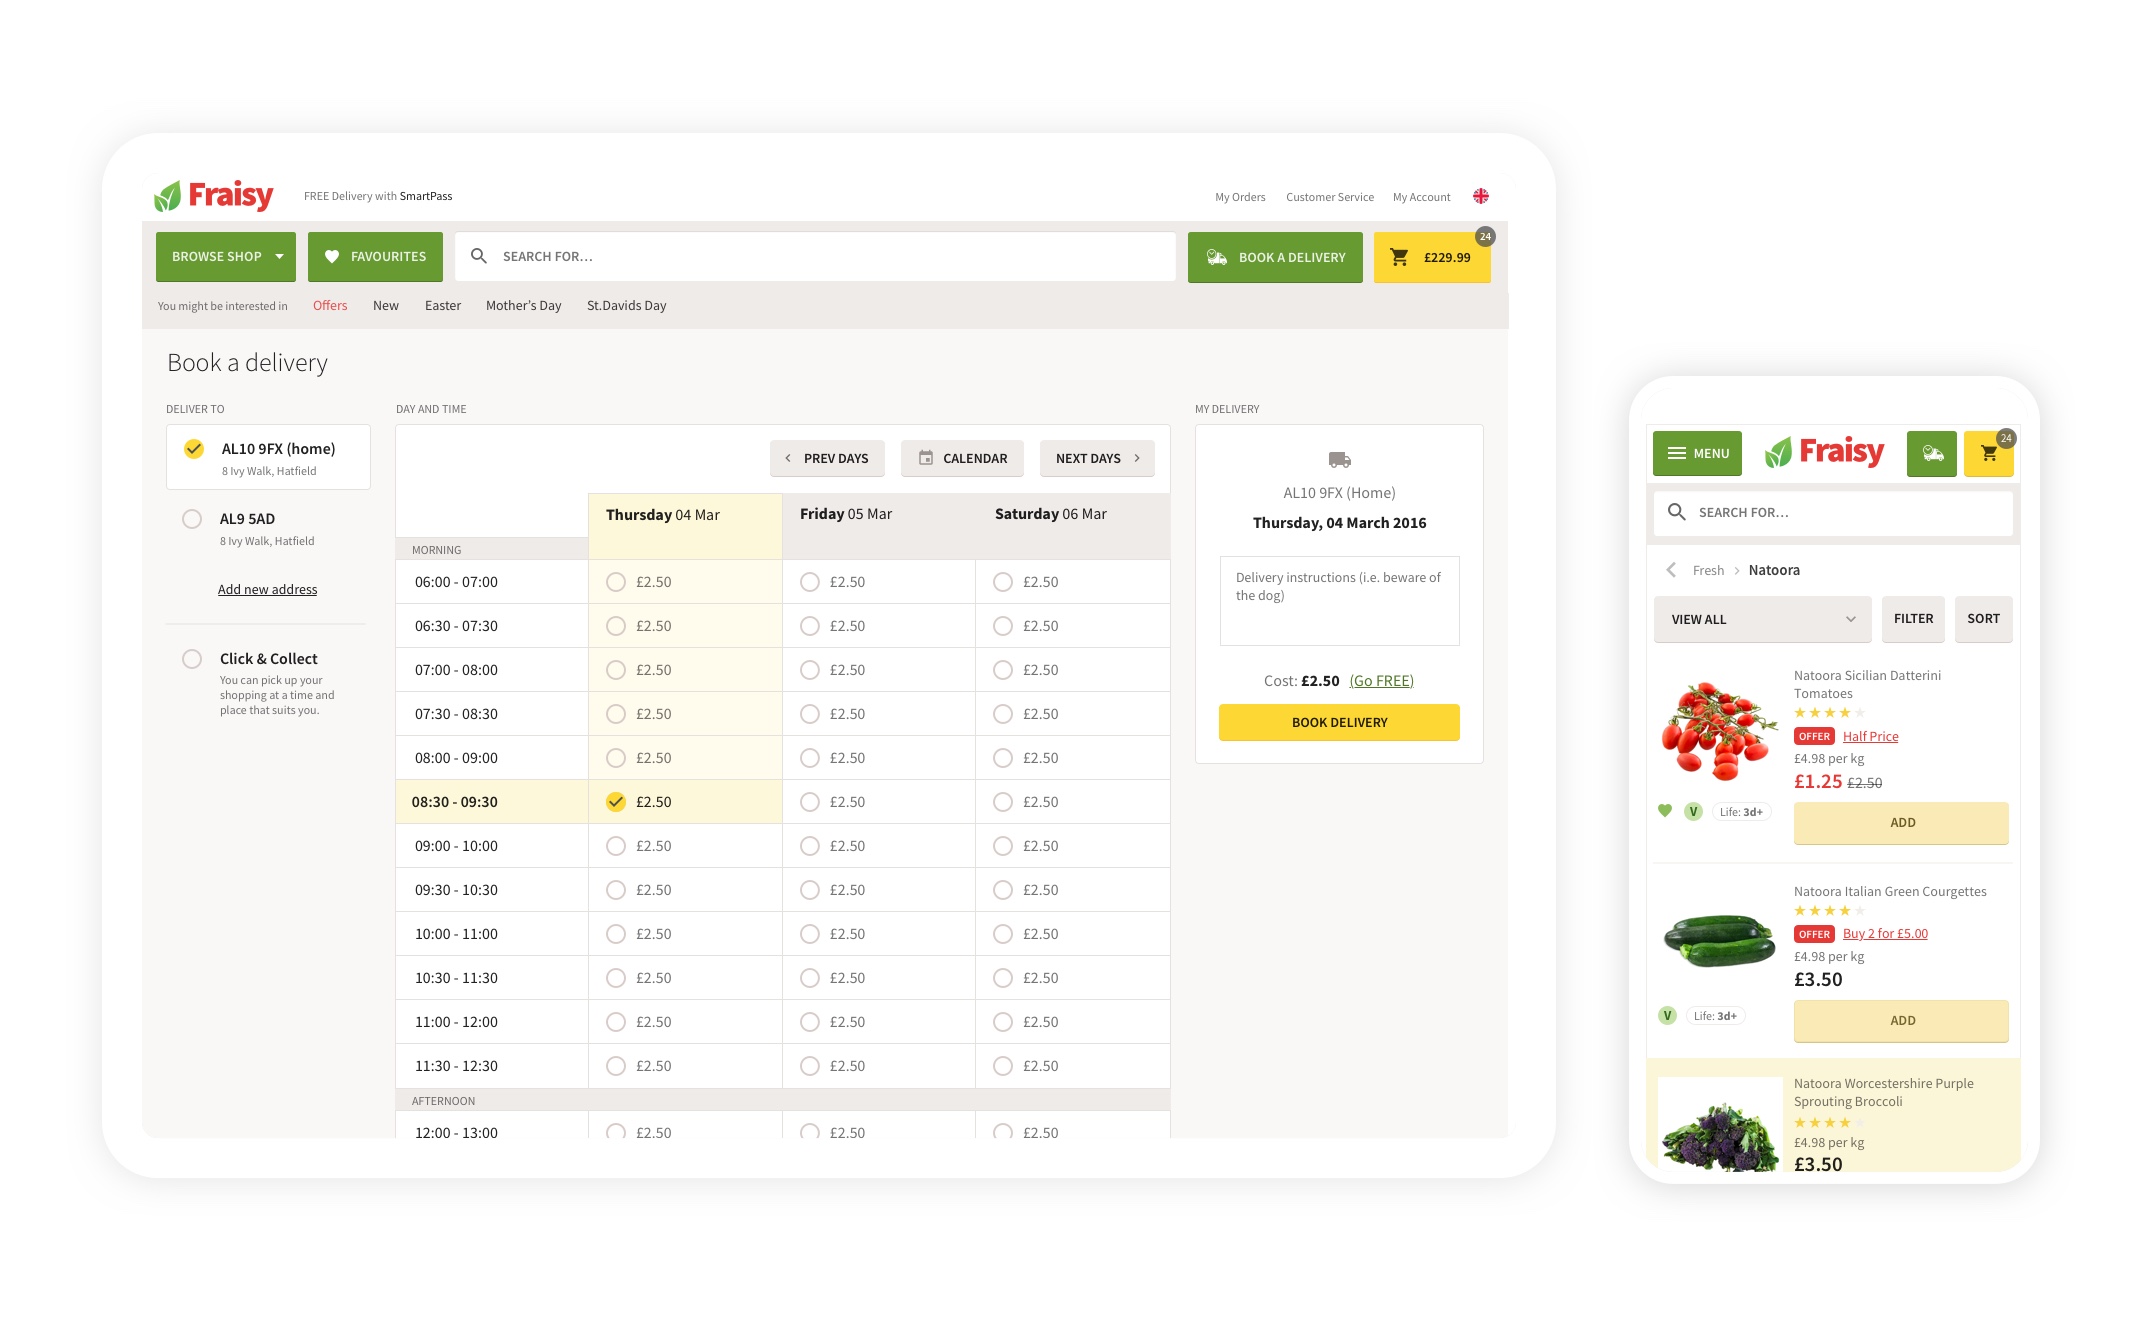 Fraisy
FREE Delivery with SmartPass
My Orders Customer Service My Account
BROWSE SHOP
FAVOURITES
SEARCH FOR...
BOOK A DELIVERY
£229.99
24
You might be interested in Offers New Easter Mother's Day St.Davids Day
Book a delivery
DELIVER TO
AL10 9FX (home)
8 Ivy Walk, Hatfield
AL9 5AD
8 Ivy Walk, Hatfield
Add new address
Click & Collect
You can pick up your
shopping at a time and
place that suits you.
DAY AND TIME
PREV DAYS CALENDAR NEXT DAYS
Thursday 04 Mar Friday 05 Mar Saturday 06 Mar
MORNING
06:00 - 07:00 £2.50 £2.50 £2.50
06:30 - 07:30 £2.50 £2.50 £2.50
07:00 - 08:00 £2.50 £2.50 £2.50
07:30 - 08:30 £2.50 £2.50 £2.50
08:00 - 09:00 £2.50 £2.50 £2.50
08:30 - 09:30 £2.50 £2.50 £2.50
09:00 - 10:00 £2.50 £2.50 £2.50
09:30 - 10:30 £2.50 £2.50 £2.50
10:00 - 11:00 £2.50 £2.50 £2.50
10:30 - 11:30 £2.50 £2.50 £2.50
11:00 - 12:00 £2.50 £2.50 £2.50
11:30 - 12:30 £2.50 £2.50 £2.50
AFTERNOON
12:00 - 13:00 £2.50 £2.50 £2.50
MY DELIVERY
AL10 9FX (Home)
Thursday, 04 March 2016
Delivery instructions (i.e. beware of
the dog)
Cost: £2.50 (Go FREE)
BOOK DELIVERY
MENU
Fraisy
24
SEARCH FOR...
Fresh > Natoora
VIEW ALL FILTER SORT
Natoora Sicilian Datterini
Tomatoes
OFFER Half Price
£4.98 per kg
£1.25 £2.50
V Life: 3d+
ADD
Natoora Italian Green Courgettes
OFFER Buy 2 for £5.00
£4.98 per kg
£3.50
V Life: 3d+
ADD
Natoora Worcestershire Purple
Sprouting Broccoli
£4.98 per kg
£3.50